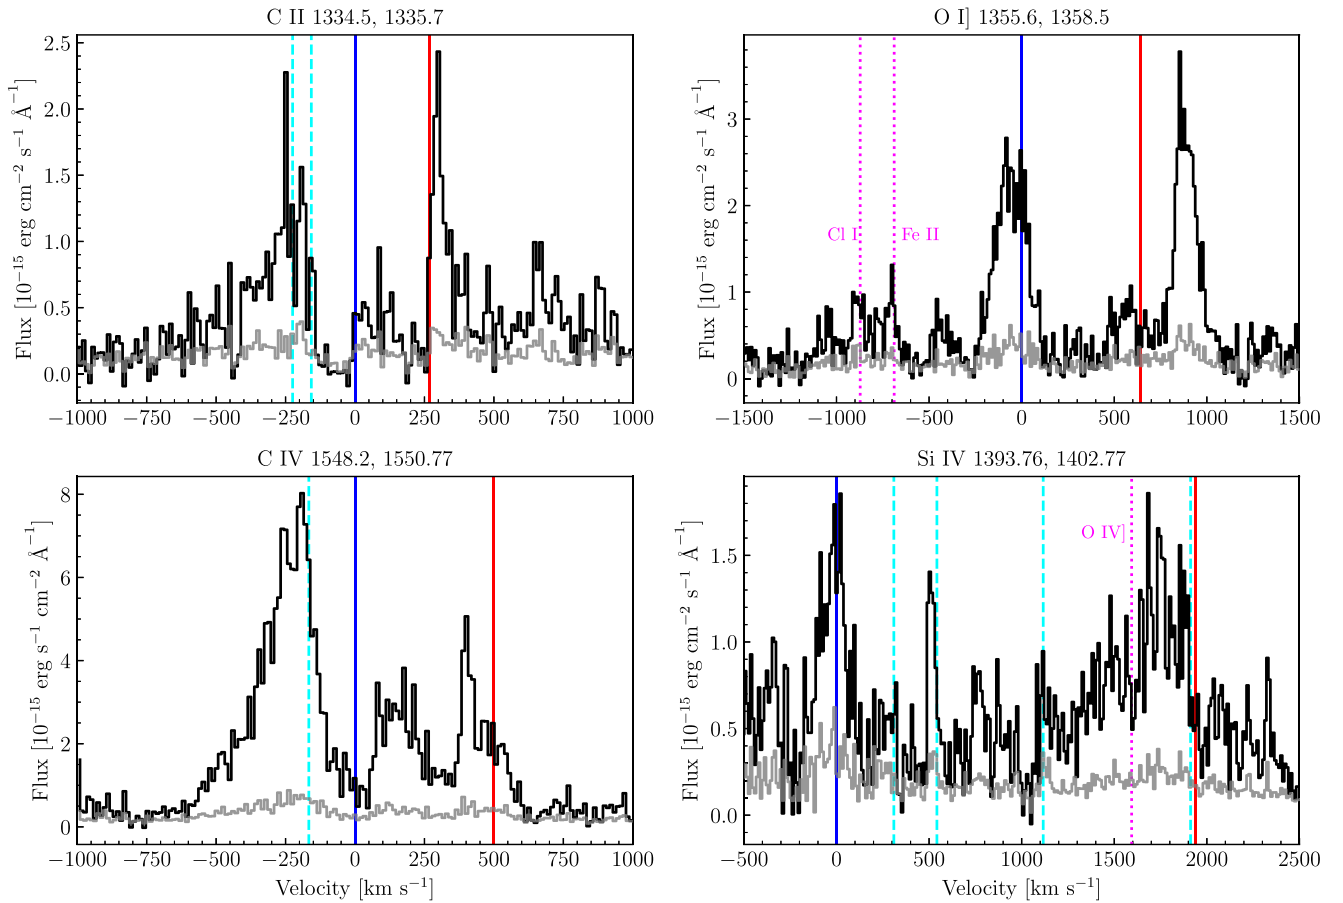 C II 1334.5, 1335.7
Flux [10⁻¹⁵ erg cm⁻² s⁻¹ Å⁻¹]
2.5
2.0
1.5
1.0
0.5
0.0
−1000 −750 −500 −250 0 250 500 750 1000
O I] 1355.6, 1358.5
Flux [10⁻¹⁵ erg cm⁻² s⁻¹ Å⁻¹]
3
2
1
0
Cl I
Fe II
−1500 −1000 −500 0 500 1000 1500
C IV 1548.2, 1550.77
Flux [10⁻¹⁵ erg s⁻¹ cm⁻² Å⁻¹]
8
6
4
2
0
−1000 −750 −500 −250 0 250 500 750 1000
Velocity [km s⁻¹]
Si IV 1393.76, 1402.77
Flux [10⁻¹⁵ erg cm⁻² s⁻¹ Å⁻¹]
1.5
1.0
0.5
0.0
O IV]
−500 0 500 1000 1500 2000 2500
Velocity [km s⁻¹]